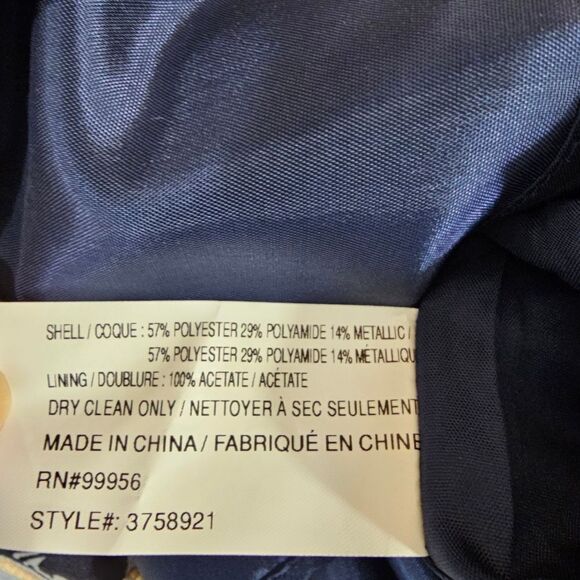 SHELL / COQUE : 57% POLYESTER 29% POLYAMIDE 14% METALLIC /
57% POLYESTER 29% POLYAMIDE 14% MÉTALLIQU
LINING / DOUBLURE : 100% ACETATE / ACÉTATE
DRY CLEAN ONLY / NETTOYER À SEC SEULEMENT
MADE IN CHINA / FABRIQUÉ EN CHINE
RN#99956
STYLE#: 3758921